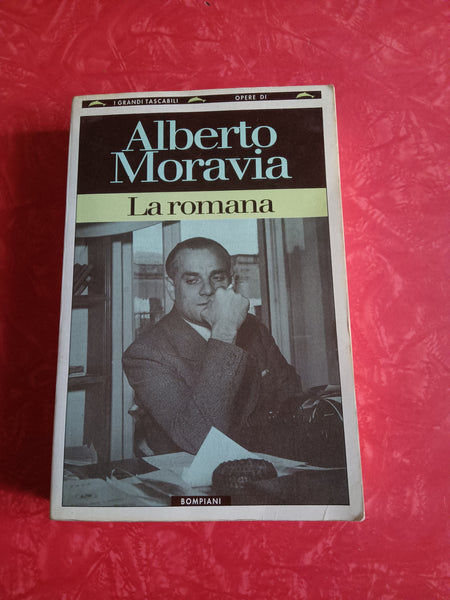 I GRANDI TASCABILI OPERE DI
Alberto
Moravia
La romana
BOMPIANI